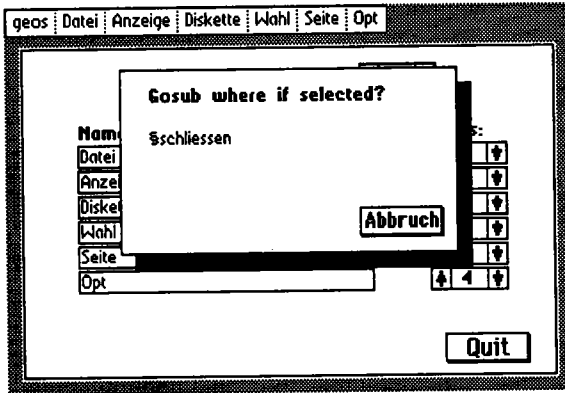 geos Datei Anzeige Diskette Wahl Seite Opt
Gosub where if selected?
§schliessen
Name
s:
Datei
Anzei
Disket
Wahl
Abbruch
Seite
Opt 4
Quit